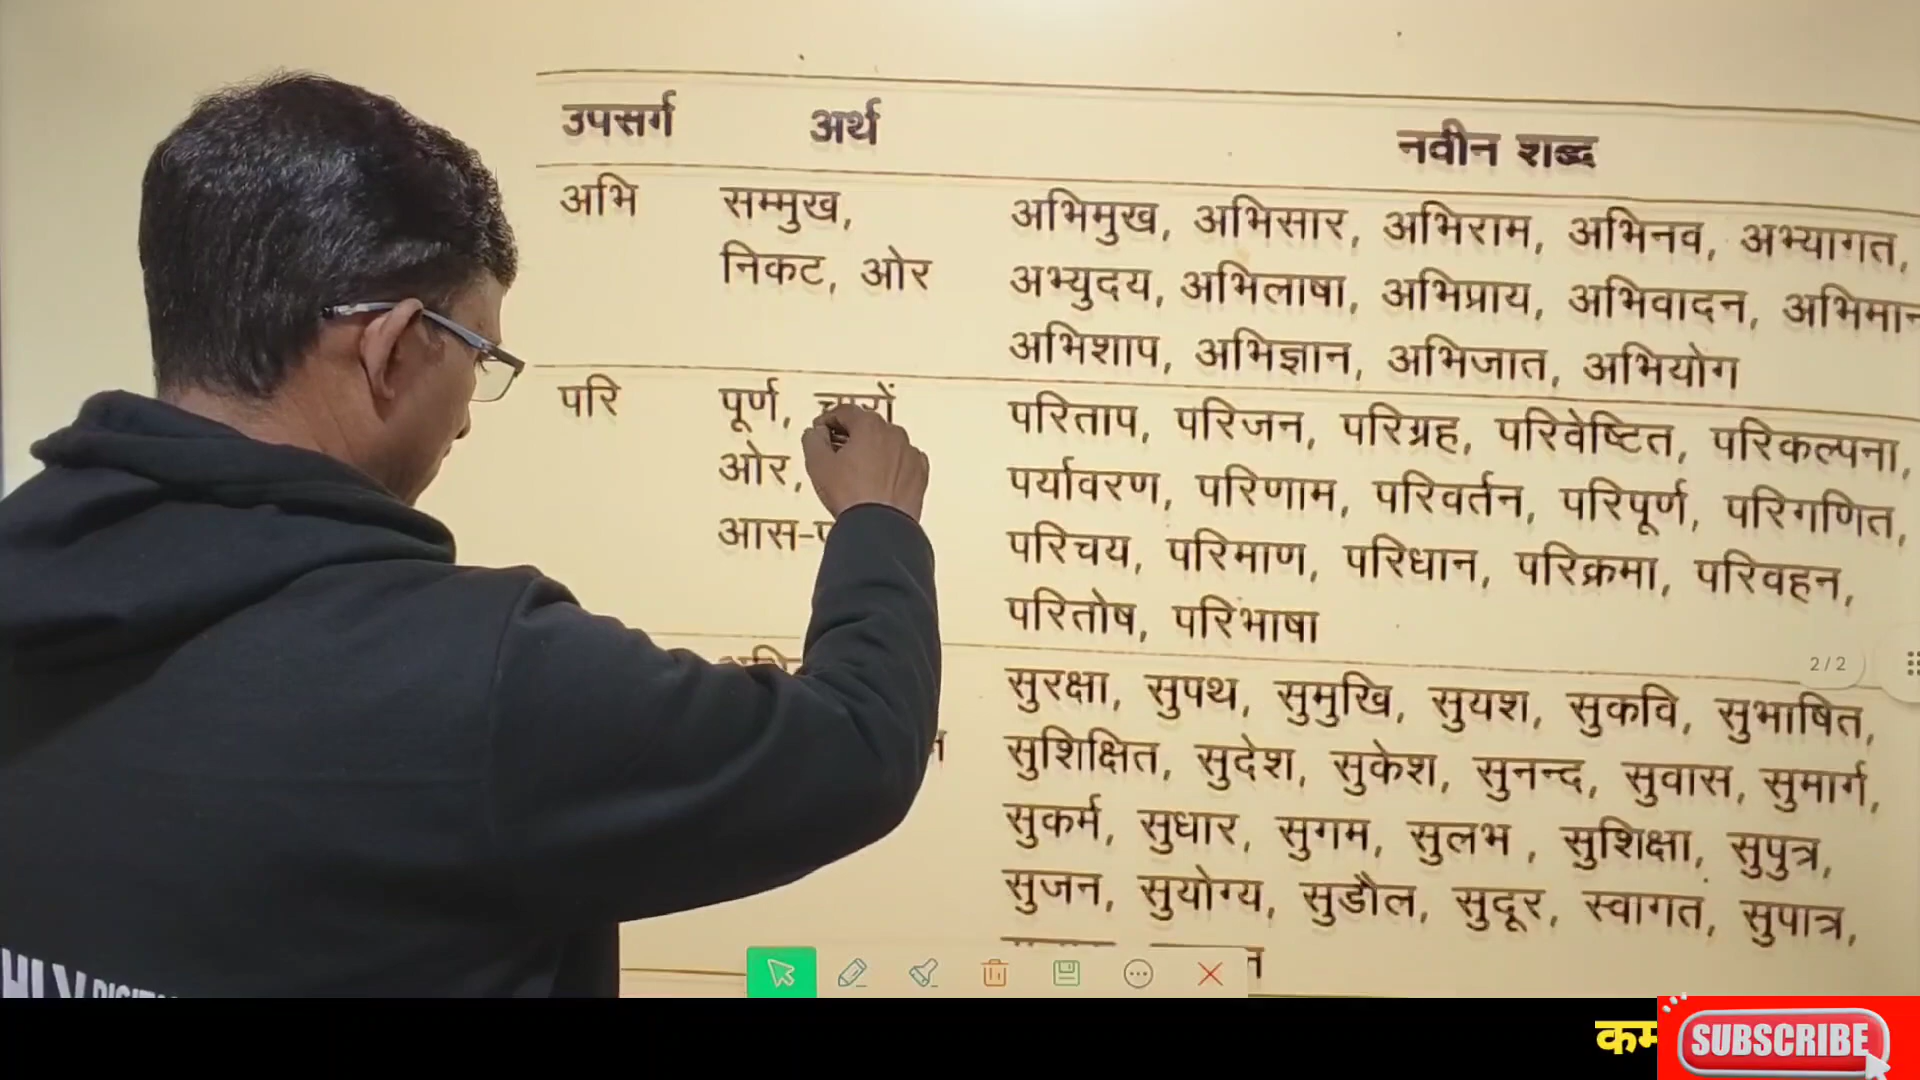 उपसर्ग अर्थ नवीन शब्द
अभि सम्मुख, अभिमुख, अभिसार, अभिराम, अभिनव, अभ्यागत,
निकट, ओर अभ्युदय, अभिलाषा, अभिप्राय, अभिवादन, अभिमान
अभिशाप, अभिज्ञान, अभिजात, अभियोग
परि पूर्ण, चारों परिताप, परिजन, परिग्रह, परिवेष्टित, परिकल्पना,
ओर, पर्यावरण, परिणाम, परिवर्तन, परिपूर्ण, परिगणित,
आस- परिचय, परिमाण, परिधान, परिक्रमा, परिवहन,
परितोष, परिभाषा
2/2
सुरक्षा, सुपथ, सुमुखि, सुयश, सुकवि, सुभाषित,
सुशिक्षित, सुदेश, सुकेश, सुनन्द, सुवास, सुमार्ग,
सुकर्म, सुधार, सुगम, सुलभ, सुशिक्षा, सुपुत्र,
सुजन, सुयोग्य, सुडौल, सुदूर, स्वागत, सुपात्र,
SUBSCRIBE